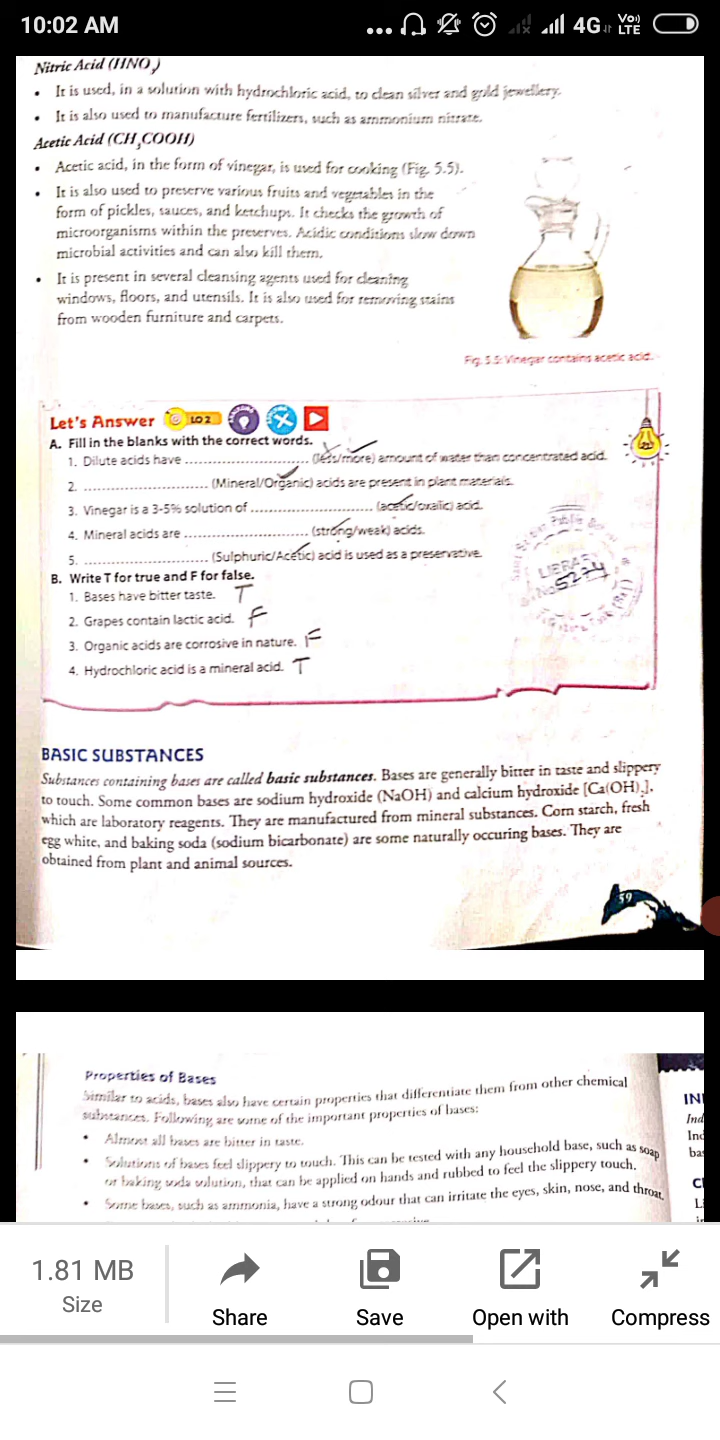 10:02 AM
... 4G Vo) LTE
Nitric Acid (HNO₃)
• It is used, in a solution with hydrochloric acid, to clean silver and gold jewellery.
• It is also used to manufacture fertilizers, such as ammonium nitrate.
Acetic Acid (CH₃COOH)
• Acetic acid, in the form of vinegar, is used for cooking (Fig. 5.5).
• It is also used to preserve various fruits and vegetables in the
form of pickles, sauces, and ketchups. It checks the growth of
microorganisms within the preserves. Acidic conditions slow down
microbial activities and can also kill them.
• It is present in several cleansing agents used for cleaning
windows, floors, and utensils. It is also used for removing stains
from wooden furniture and carpets.
Fig. 5.5: Vinegar contains acetic acid.
Let's Answer LO 2
A. Fill in the blanks with the correct words.
1. Dilute acids have .............................. (less/more) amount of water than concentrated acid.
2. .............................. (Mineral/Organic) acids are present in plant materials.
3. Vinegar is a 3-5% solution of .............................. (acetic/oxalic) acid.
4. Mineral acids are .............................. (strong/weak) acids.
5. .............................. (Sulphuric/Acetic) acid is used as a preservative.
B. Write T for true and F for false.
1. Bases have bitter taste. T
2. Grapes contain lactic acid. F
3. Organic acids are corrosive in nature. F
4. Hydrochloric acid is a mineral acid. T
Public
LIBRARY
No 5274
BASIC SUBSTANCES
Substances containing bases are called basic substances. Bases are generally bitter in taste and slippery
to touch. Some common bases are sodium hydroxide (NaOH) and calcium hydroxide [Ca(OH)₂],
which are laboratory reagents. They are manufactured from mineral substances. Corn starch, fresh
egg white, and baking soda (sodium bicarbonate) are some naturally occuring bases. They are
obtained from plant and animal sources.
59
Properties of Bases
Similar to acids, bases also have certain properties that differentiate them from other chemical
substances. Following are some of the important properties of bases:
• Almost all bases are bitter in taste.
• Solutions of bases feel slippery to touch. This can be tested with any household base, such as soap
or baking soda solution, that can be applied on hands and rubbed to feel the slippery touch.
• Some bases, such as ammonia, have a strong odour that can irritate the eyes, skin, nose, and throat.
IN
Ind
Inc
bas
C
Li
1.81 MB
Size
Share
Save
Open with
Compress